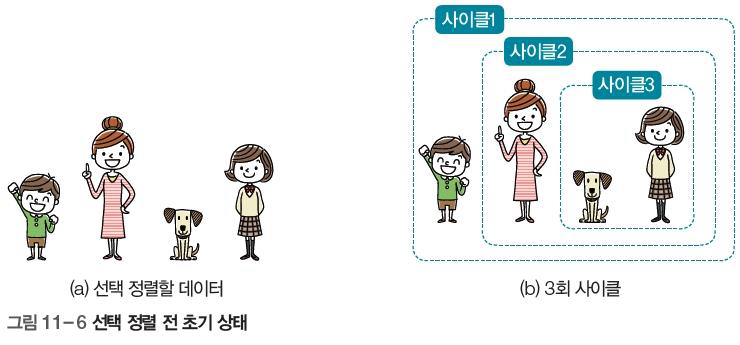 사이클1
사이클2
사이클3
(a) 선택 정렬할 데이터
(b) 3회 사이클
그림 11-6 선택 정렬 전 초기 상태